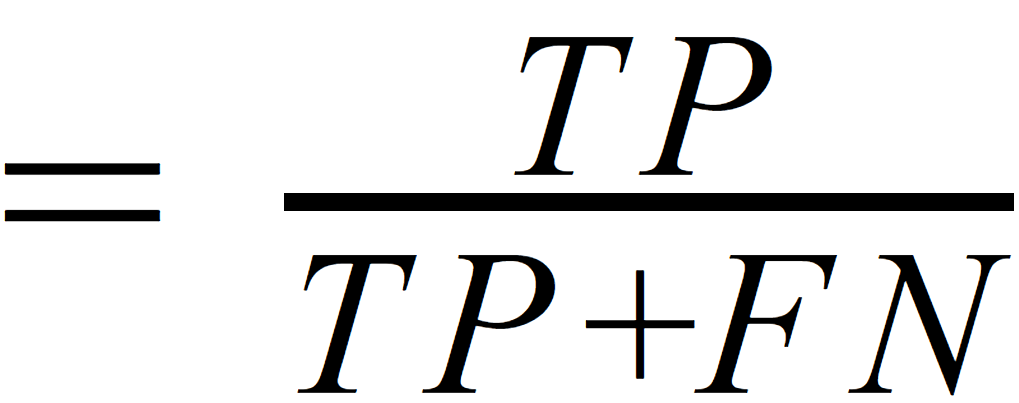 = TP
TP+FN